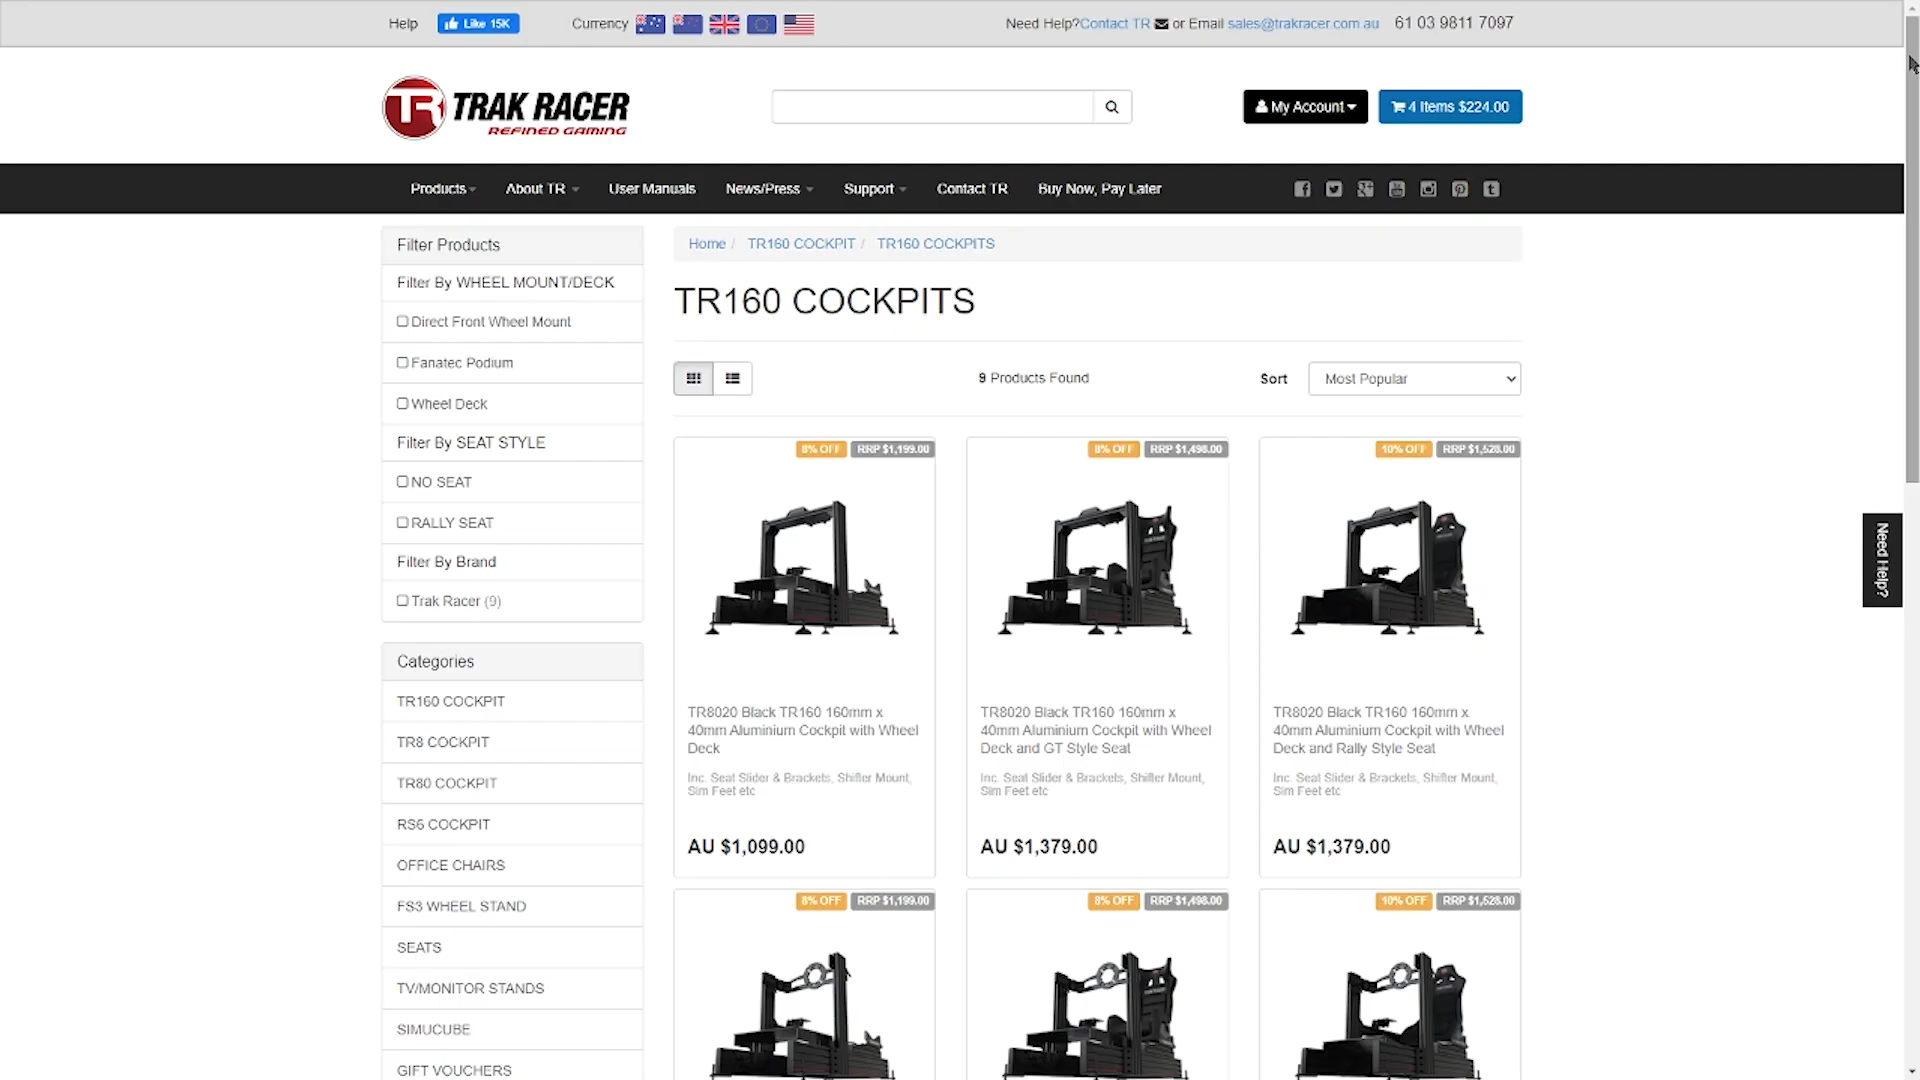 Help
Like 15K
Currency
Need Help?Contact TR or Email sales@trakracer.com.au 61 03 9811 7097
TR TRAK RACER
REFINED GAMING
My Account
4 Items $224.00
Products
About TR
User Manuals
News/Press
Support
Contact TR
Buy Now, Pay Later
Filter Products
Filter By WHEEL MOUNT/DECK
Direct Front Wheel Mount
Fanatec Podium
Wheel Deck
Filter By SEAT STYLE
NO SEAT
RALLY SEAT
Filter By Brand
Trak Racer (9)
Categories
TR160 COCKPIT
TR8 COCKPIT
TR80 COCKPIT
RS6 COCKPIT
OFFICE CHAIRS
FS3 WHEEL STAND
SEATS
TV/MONITOR STANDS
SIMUCUBE
GIFT VOUCHERS
Home / TR160 COCKPIT / TR160 COCKPITS
TR160 COCKPITS
9 Products Found
Sort
Most Popular
8% OFF RRP $1,199.00
TR8020 Black TR160 160mm x
40mm Aluminium Cockpit with Wheel
Deck
Inc. Seat Slider & Brackets, Shifter Mount,
Sim Feet etc
AU $1,099.00
8% OFF RRP $1,498.00
TR8020 Black TR160 160mm x
40mm Aluminium Cockpit with Wheel
Deck and GT Style Seat
Inc. Seat Slider & Brackets, Shifter Mount,
Sim Feet etc
AU $1,379.00
10% OFF RRP $1,528.00
TR8020 Black TR160 160mm x
40mm Aluminium Cockpit with Wheel
Deck and Rally Style Seat
Inc. Seat Slider & Brackets, Shifter Mount,
Sim Feet etc
AU $1,379.00
8% OFF RRP $1,199.00
8% OFF RRP $1,498.00
10% OFF RRP $1,528.00
Need Help?